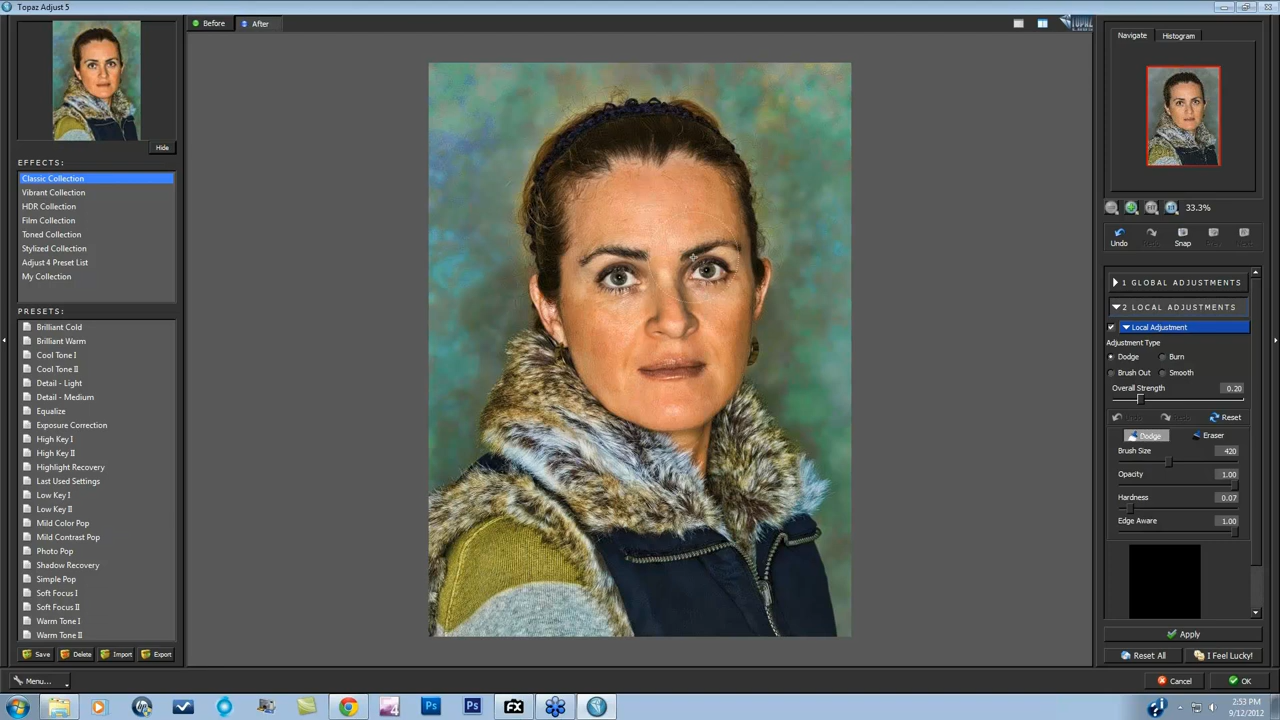 Topaz Adjust 5
Before
After
TOPAZ
LABS
Hide
EFFECTS:
Classic Collection
Vibrant Collection
HDR Collection
Film Collection
Toned Collection
Stylized Collection
Adjust 4 Preset List
My Collection
PRESETS:
Brilliant Cold
Brilliant Warm
Cool Tone I
Cool Tone II
Detail - Light
Detail - Medium
Equalize
Exposure Correction
High Key I
High Key II
Highlight Recovery
Last Used Settings
Low Key I
Low Key II
Mild Color Pop
Mild Contrast Pop
Photo Pop
Shadow Recovery
Simple Pop
Soft Focus I
Soft Focus II
Warm Tone I
Warm Tone II
Save Delete Import Export
Menu...
Navigate Histogram
33.3%
Undo Snap
1 GLOBAL ADJUSTMENTS
2 LOCAL ADJUSTMENTS
Local Adjustment
Adjustment Type
Dodge Burn
Brush Out Smooth
Overall Strength 0.20
Reset
Dodge Eraser
Brush Size 420
Opacity 1.00
Hardness 0.07
Edge Aware 1.00
Apply
Reset All I Feel Lucky!
Cancel OK
hp 4 Ps Ps FX
2:53 PM
9/12/2012